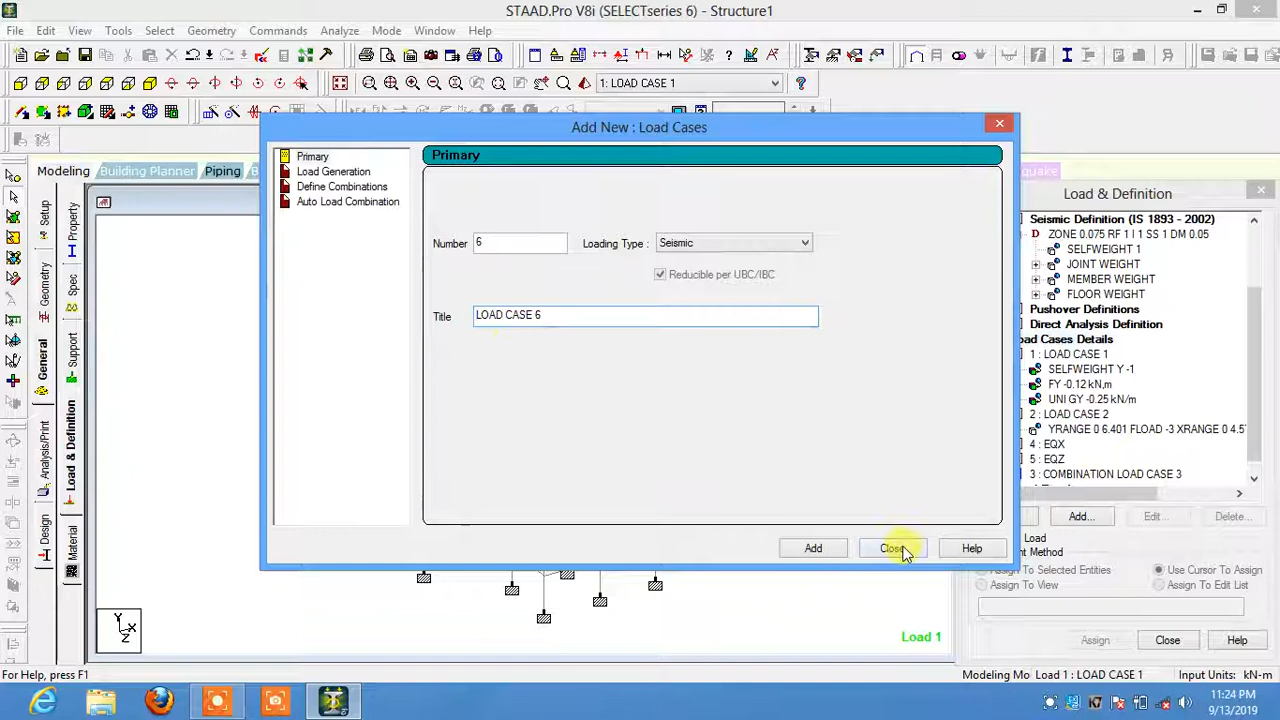 STAAD.Pro V8i (SELECTseries 6) - Structure1
File Edit View Tools Select Geometry Commands Analyze Mode Window Help
1: LOAD CASE 1
Modeling Building Planner Piping
Add New : Load Cases
Primary
Load Generation
Define Combinations
Auto Load Combination
Primary
Number 6 Loading Type : Seismic
Reducible per UBC/IBC
Title LOAD CASE 6
Add Close Help
Setup
Geometry
General
Analysis/Print
Design
Property
Spec
Support
Load & Definition
Material
Load & Definition
Seismic Definition (IS 1893 - 2002)
ZONE 0.075 RF 1 I 1 SS 1 DM 0.05
SELFWEIGHT 1
JOINT WEIGHT
MEMBER WEIGHT
FLOOR WEIGHT
Pushover Definitions
Direct Analysis Definition
oad Cases Details
1 : LOAD CASE 1
SELFWEIGHT Y -1
FY -0.12 kN,m
UNI GY -0.25 kN/m
2 : LOAD CASE 2
YRANGE 0 6.401 FLOAD -3 XRANGE 0 4.5
4 : EQX
5 : EQZ
3 : COMBINATION LOAD CASE 3
Add... Edit... Delete...
Load
nt Method
Assign To Selected Entities Use Cursor To Assign
Assign To View Assign To Edit List
Assign Close Help
Y
X
Z
Load 1
For Help, press F1
Modeling Mo Load 1 : LOAD CASE 1 Input Units: kN-m
11:24 PM
9/13/2019